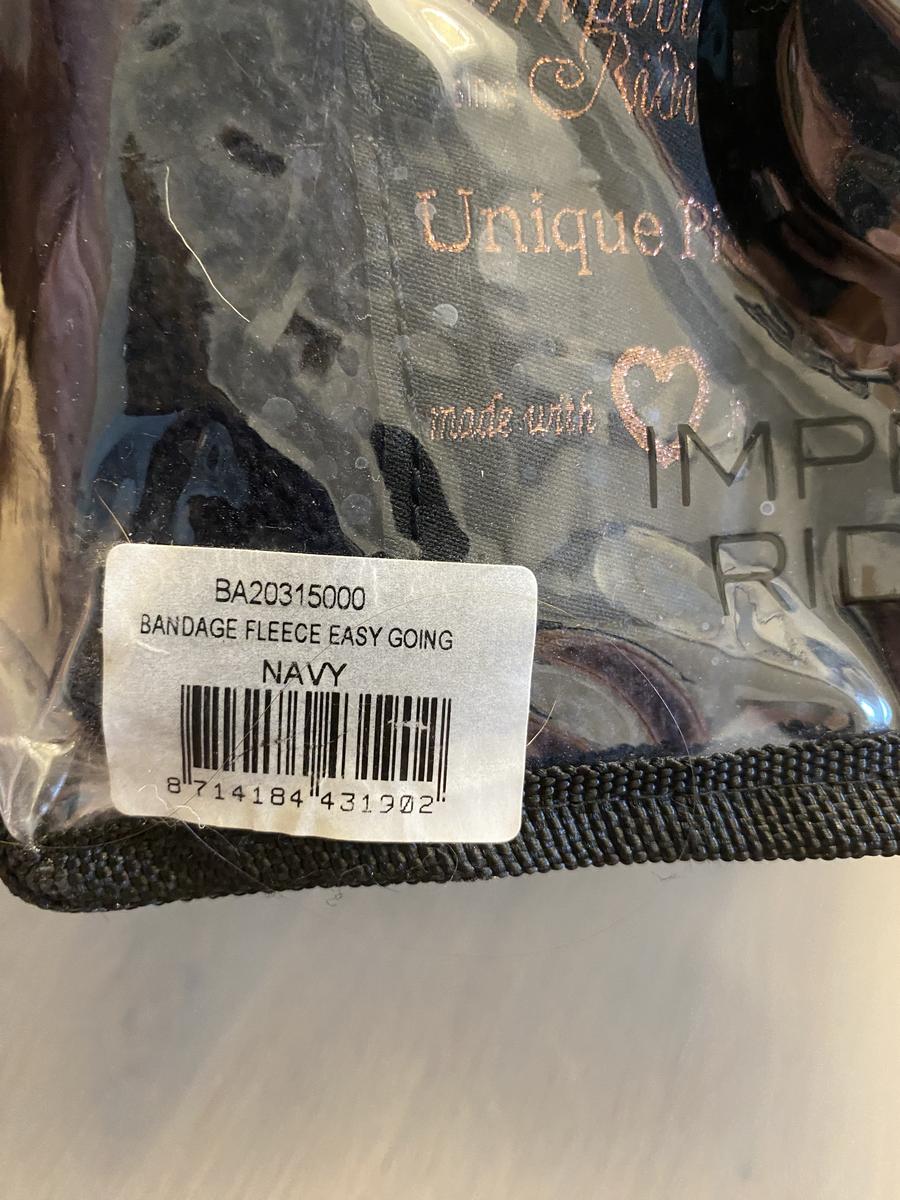 Unique
made with
IMP
RID
BA20315000
BANDAGE FLEECE EASY GOING
NAVY
8 714184 431902